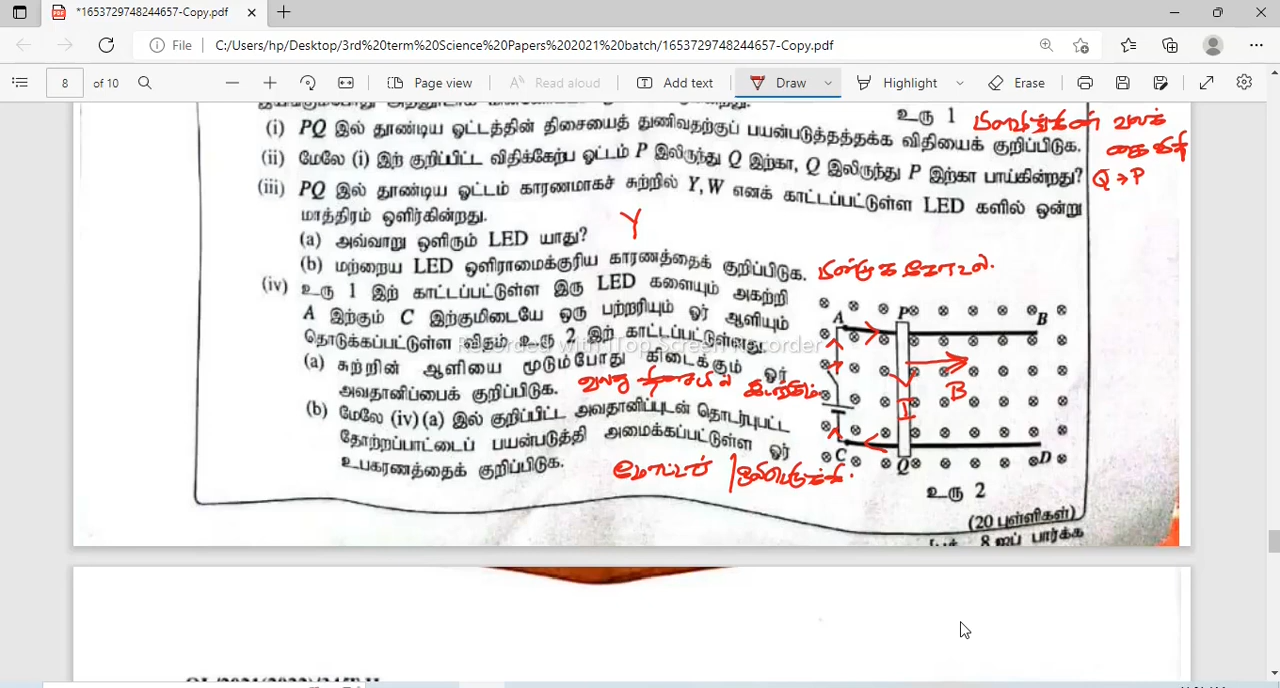 *1653729748244657-Copy.pdf
File C:/Users/hp/Desktop/3rd%20term%20Science%20Papers%202021%20batch/1653729748244657-Copy.pdf
8 of 10 Page view Read aloud Add text Draw Highlight Erase
உரு 1
(i) PQ இல் தூண்டிய ஓட்டத்தின் திசையைத் துணிவதற்குப் பயன்படுத்தத்தக்க விதியைக் குறிப்பிடுக.
(ii) மேலே (i) இற் குறிப்பிட்ட விதிக்கேற்ப ஓட்டம் P இலிருந்து Q இற்கா, Q இலிருந்து P இற்கா பாய்கின்றது? Q → P
(iii) PQ இல் தூண்டிய ஓட்டம் காரணமாகச் சுற்றில் Y, W எனக் காட்டப்பட்டுள்ள LED களில் ஒன்று
மாத்திரம் ஒளிர்கின்றது.
(a) அவ்வாறு ஒளிரும் LED யாது? Y
(b) மற்றைய LED ஒளிராமைக்குரிய காரணத்தைக் குறிப்பிடுக.
(iv) உரு 1 இற் காட்டப்பட்டுள்ள இரு LED களையும் அகற்றி
A இற்கும் C இற்குமிடையே ஒரு பற்றரியும் ஓர் ஆளியும்
தொடுக்கப்பட்டுள்ள விதம் உரு 2 இற் காட்டப்பட்டுள்ளது.
Recorded with iTop Screen Recorder
(a) சுற்றின் ஆளியை மூடும்போது கிடைக்கும் ஓர்
அவதானிப்பைக் குறிப்பிடுக.
(b) மேலே (iv) (a) இல் குறிப்பிட்ட அவதானிப்புடன் தொடர்புபட்ட
தோற்றப்பாட்டைப் பயன்படுத்தி அமைக்கப்பட்டுள்ள ஓர்
உபகரணத்தைக் குறிப்பிடுக. மோட்டார் / ஒலிபெருக்கி.
A P B
B
I
C Q D
உரு 2
(20 புள்ளிகள்)
8 ஐப் பார்க்க